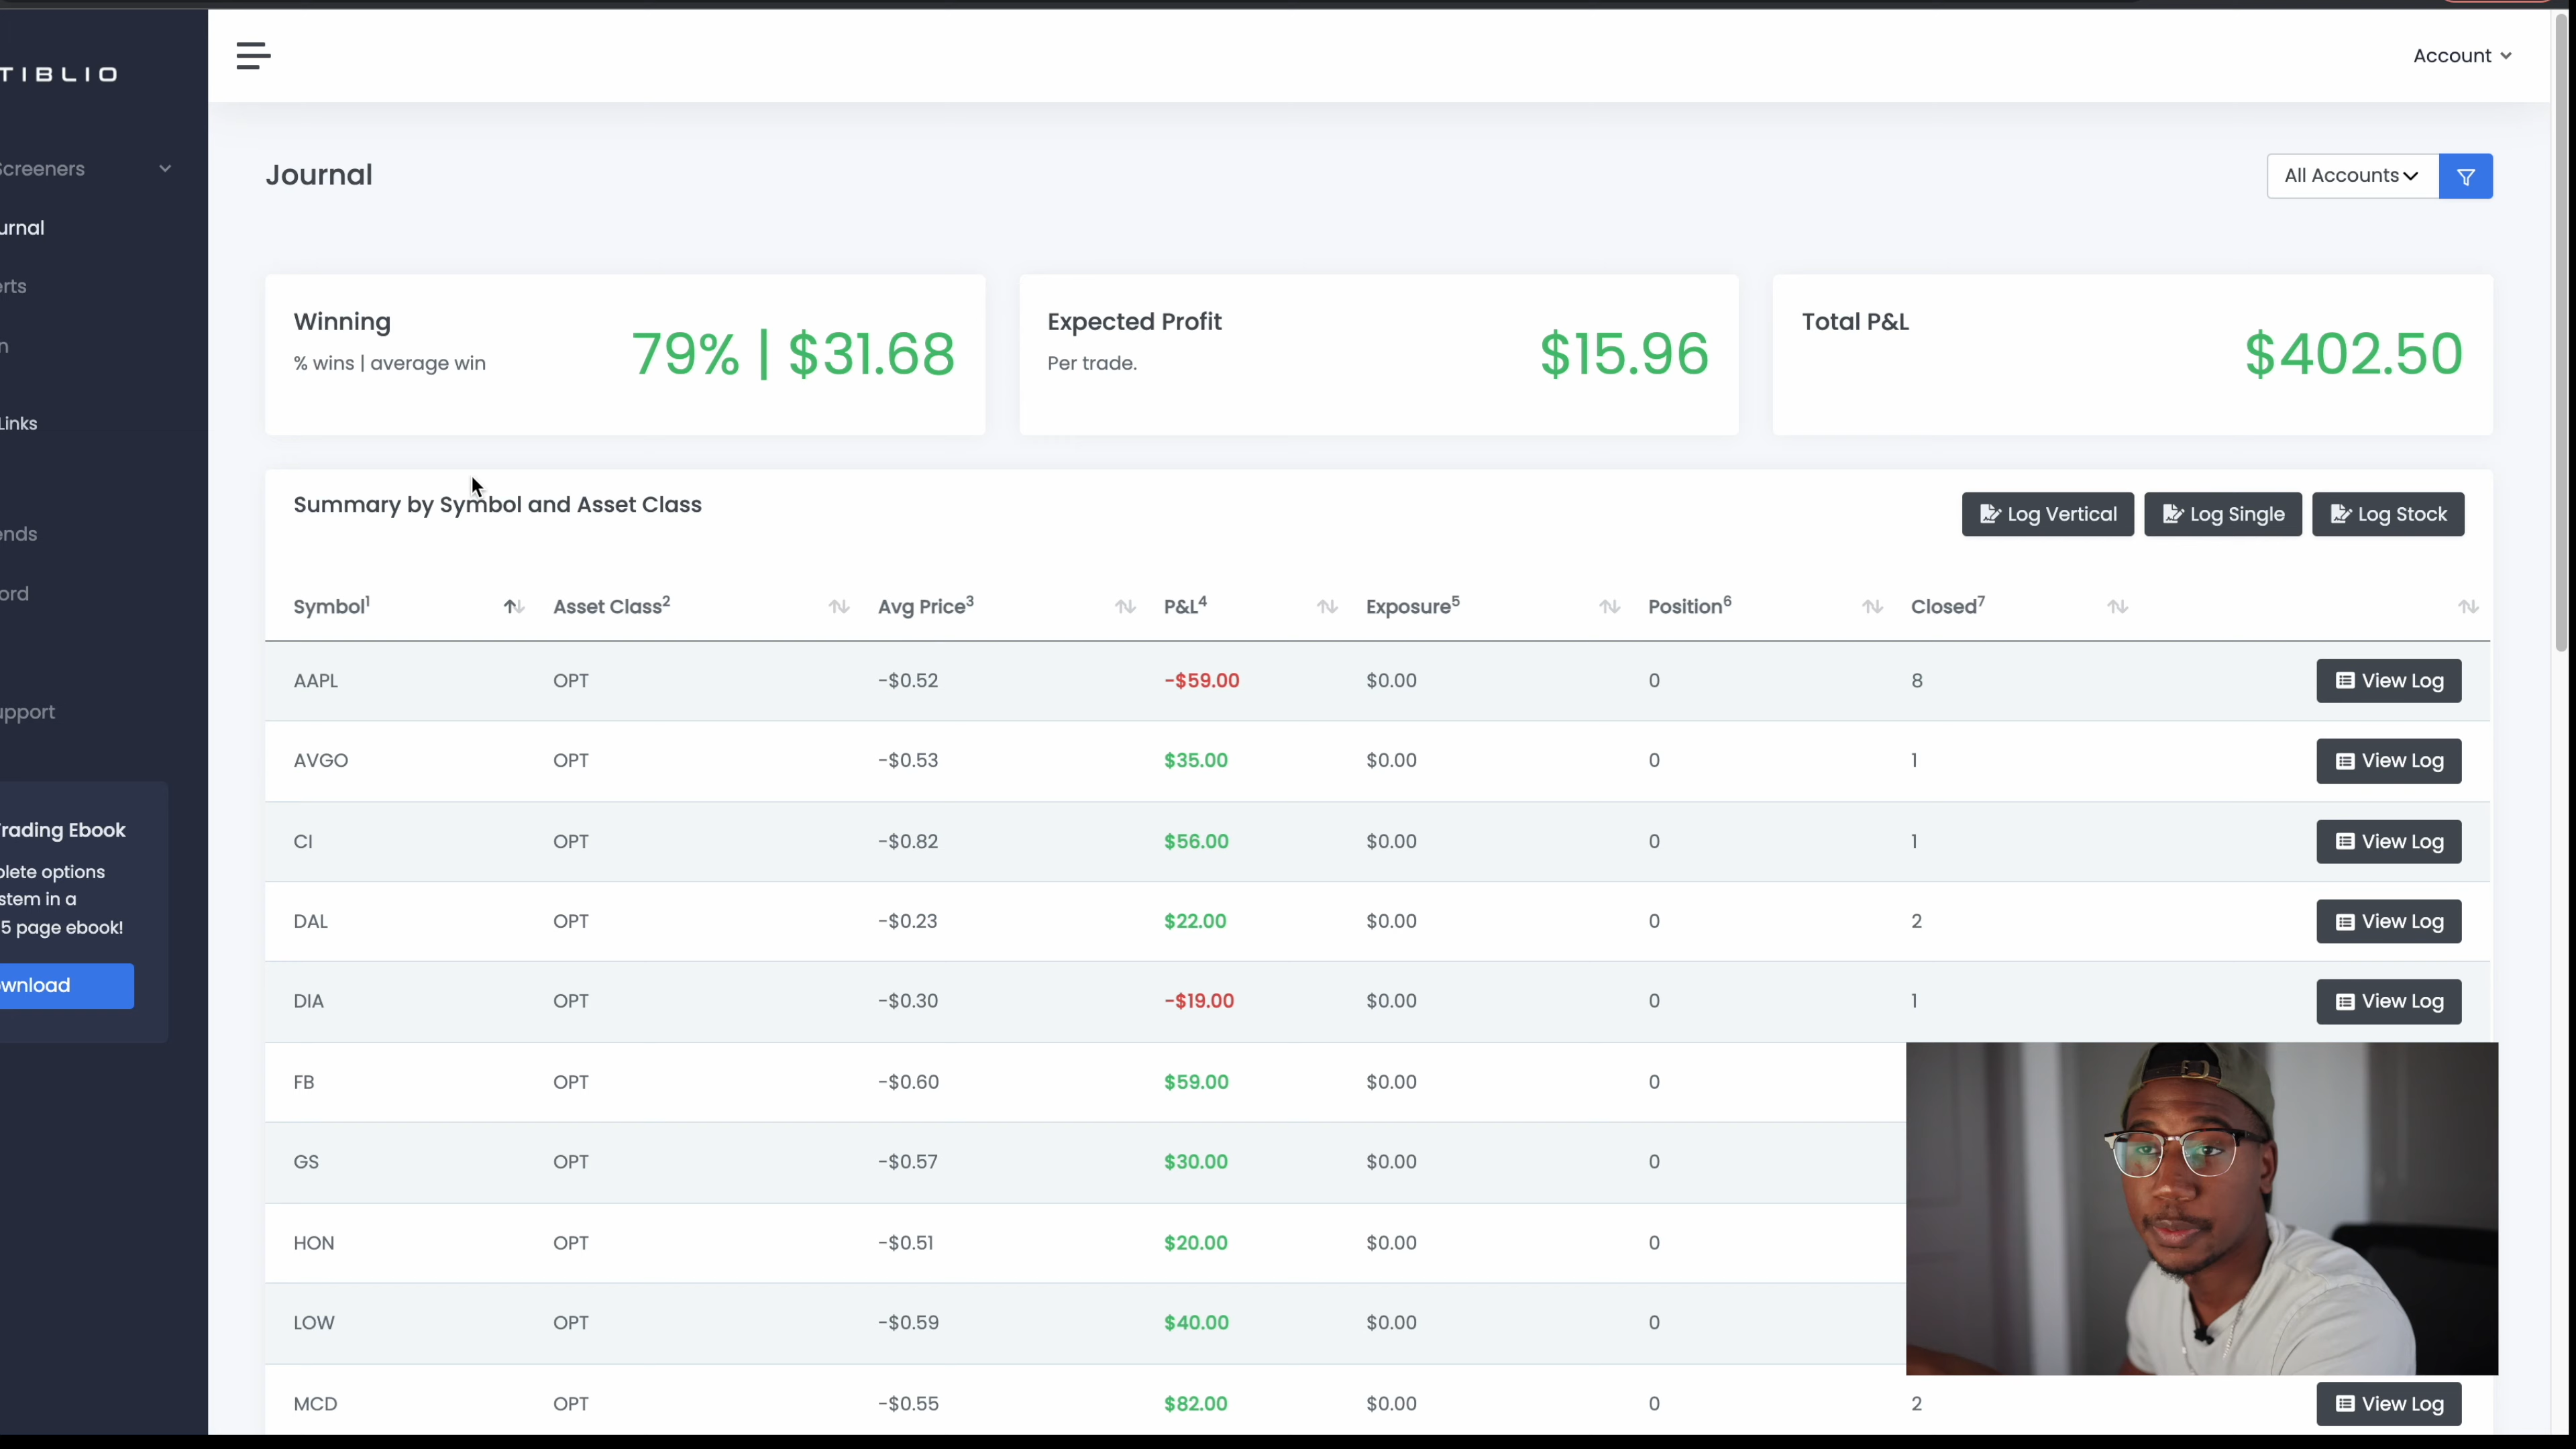 TIBLIO
Account
Screeners
urnal
erts
n
Links
ends
ord
upport
rading Ebook
plete options
stem in a
5 page ebook!
wnload
Journal
All Accounts
Winning
% wins | average win
79% | $31.68
Expected Profit
Per trade.
$15.96
Total P&L
$402.50
Summary by Symbol and Asset Class
Log Vertical Log Single Log Stock
Symbol1 Asset Class2 Avg Price3 P&L4 Exposure5 Position6 Closed7
AAPL OPT -$0.52 -$59.00 $0.00 0 8 View Log
AVGO OPT -$0.53 $35.00 $0.00 0 1 View Log
CI OPT -$0.82 $56.00 $0.00 0 1 View Log
DAL OPT -$0.23 $22.00 $0.00 0 2 View Log
DIA OPT -$0.30 -$19.00 $0.00 0 1 View Log
FB OPT -$0.60 $59.00 $0.00 0
GS OPT -$0.57 $30.00 $0.00 0
HON OPT -$0.51 $20.00 $0.00 0
LOW OPT -$0.59 $40.00 $0.00 0
MCD OPT -$0.55 $82.00 $0.00 0 2 View Log